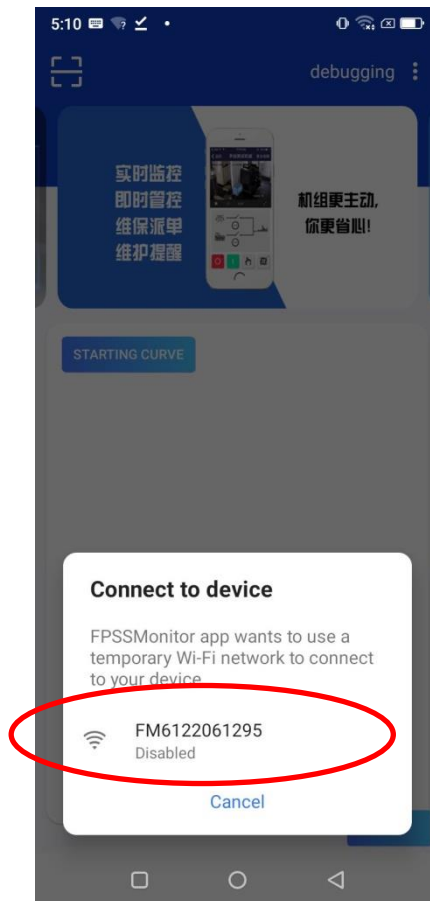 5:10
debugging
实时监控
即时管控
维保派单
维护提醒
机组更主动,
你更省心!
STARTING CURVE
Connect to device
FPSSMonitor app wants to use a
temporary Wi-Fi network to connect
to your device
FM6122061295
Disabled
Cancel